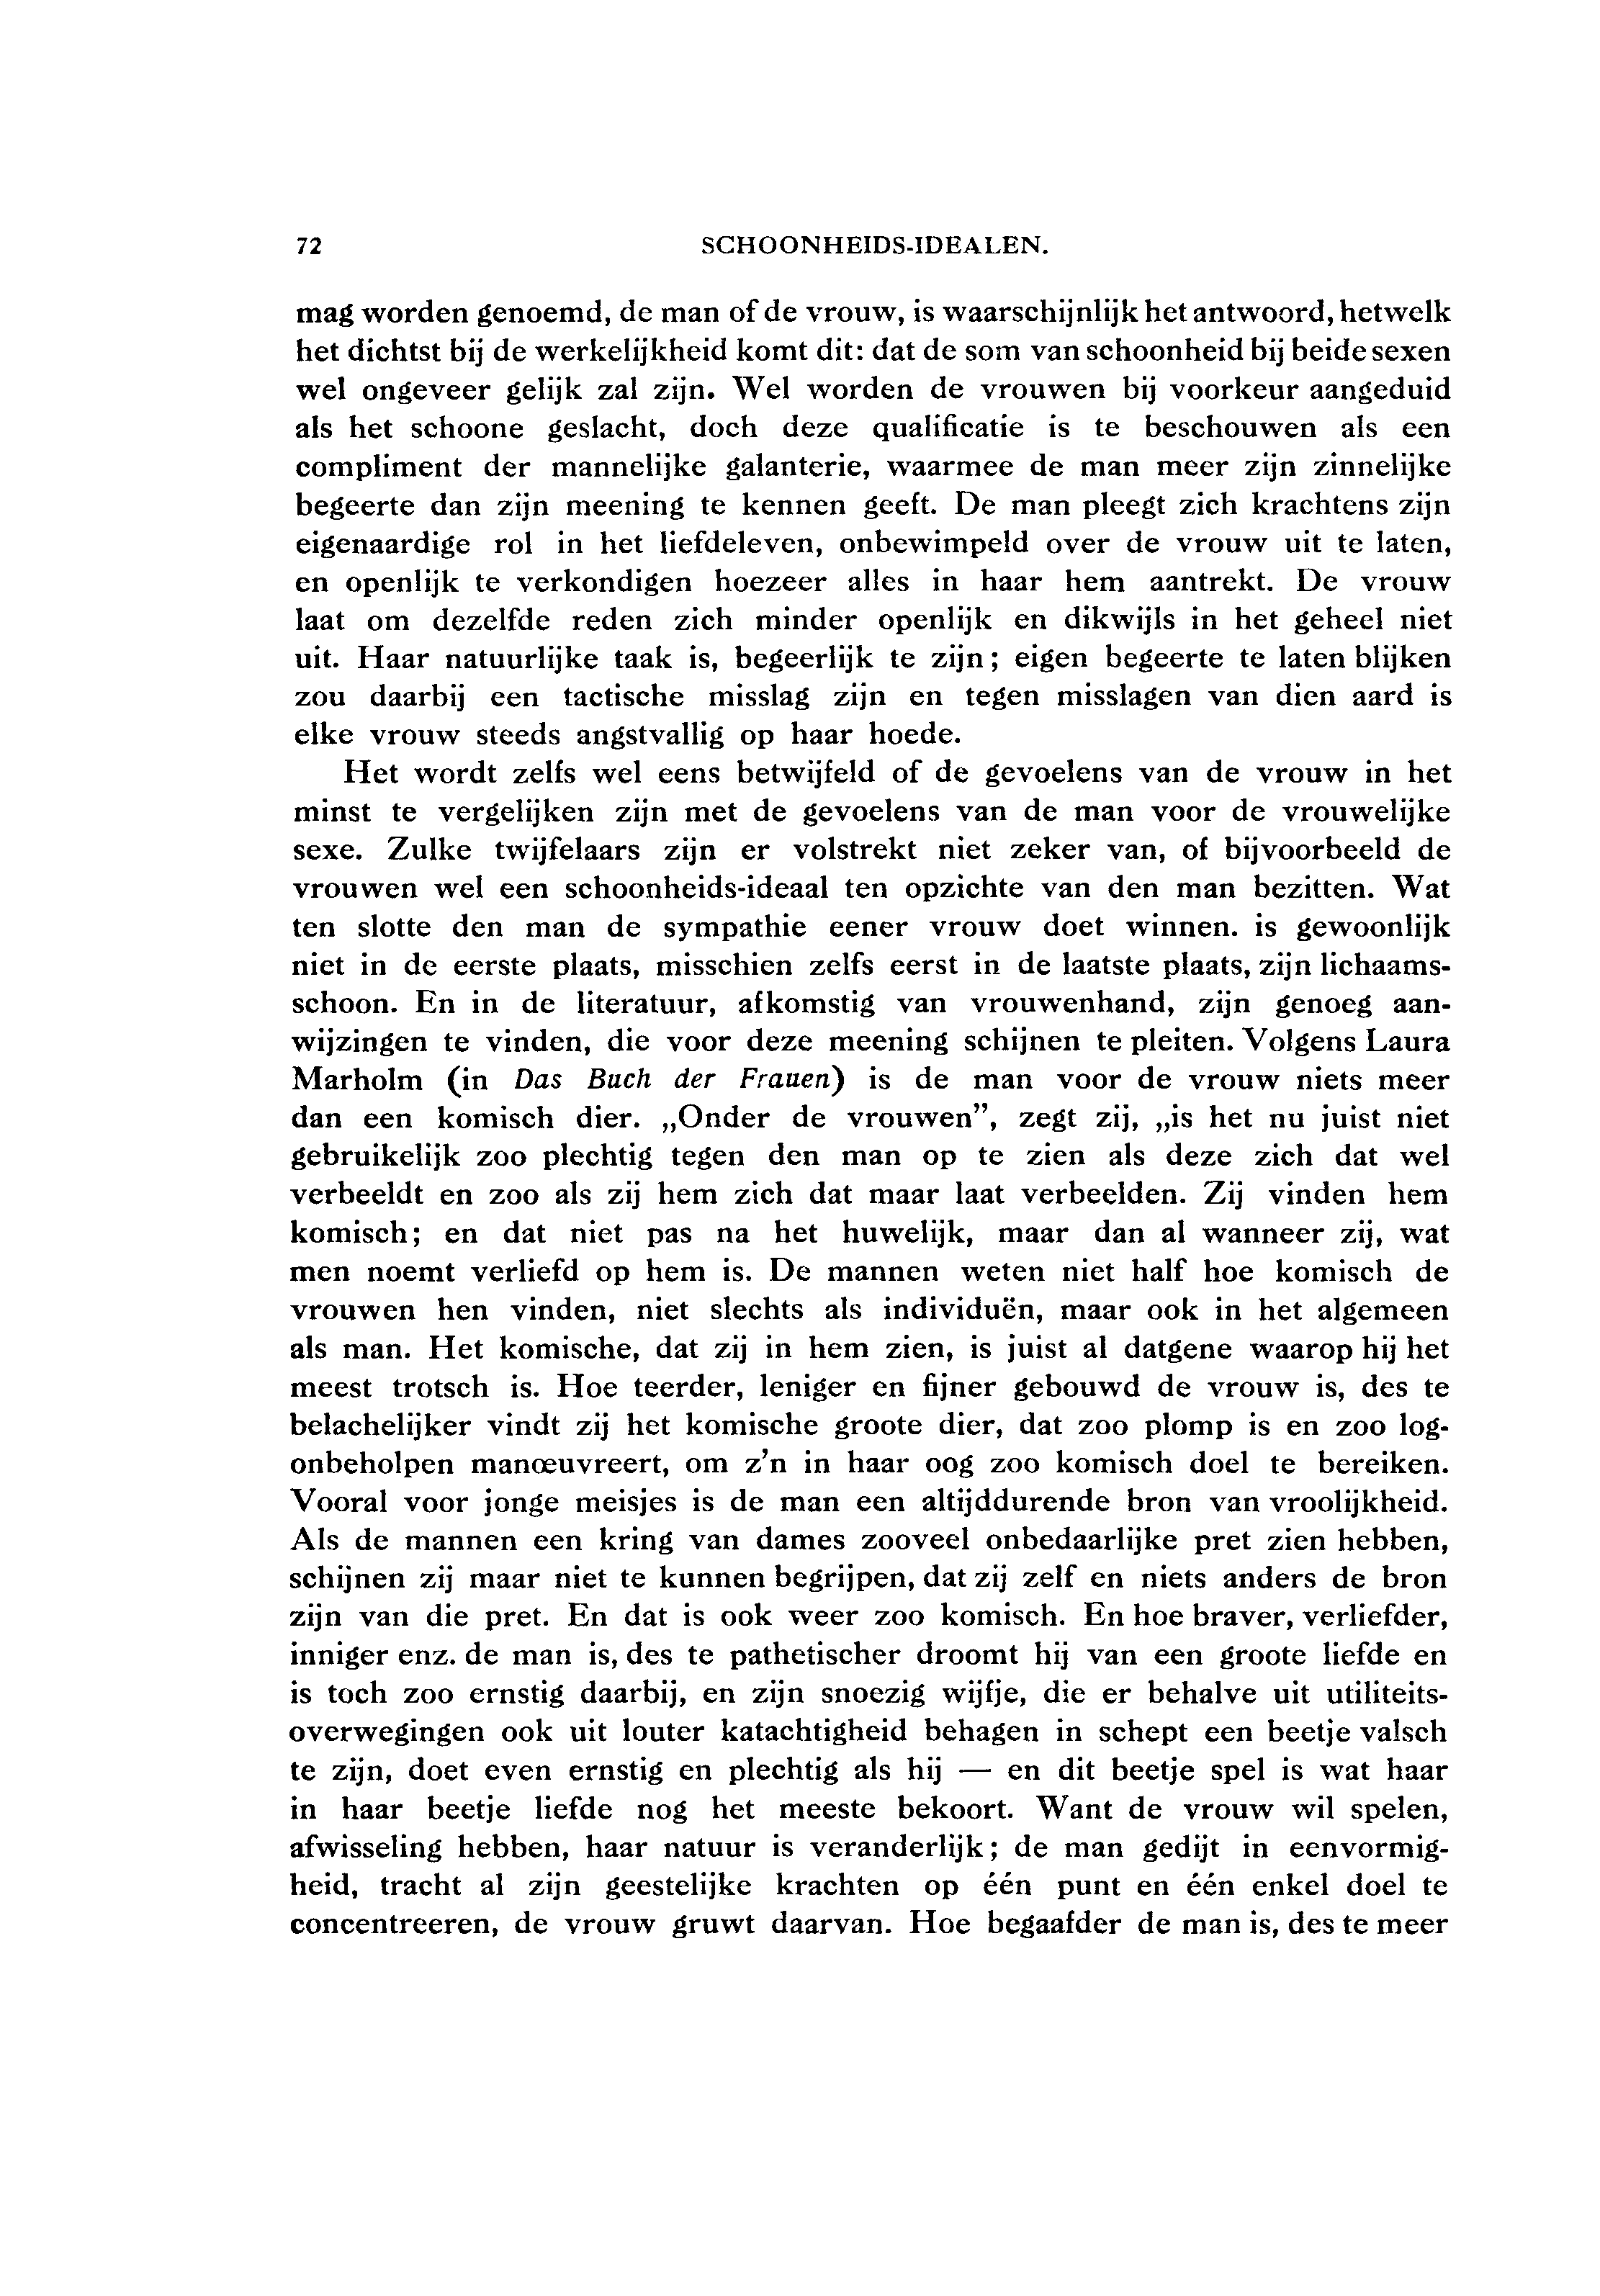 72 SCHOONHEIDS-IDEALEN.
mag worden genoemd, de man of de vrouw, is waarschijnlijk het antwoord, hetwelk
het dichtst bij de werkelijkheid komt dit: dat de som van schoonheid bij beide sexen
wel ongeveer gelijk zal zijn. Wel worden de vrouwen bij voorkeur aangeduid
als het schoone geslacht, doch deze qualificatie is te beschouwen als een
compliment der mannelijke galanterie, waarmee de man meer zijn zinnelijke
begeerte dan zijn meening te kennen geeft. De man pleegt zich krachtens zijn
eigenaardige rol in het liefdeleven, onbewimpeld over de vrouw uit te laten,
en openlijk te verkondigen hoezeer alles in haar hem aantrekt. De vrouw
laat om dezelfde reden zich minder openlijk en dikwijls in het geheel niet
uit. Haar natuurlijke taak is, begeerlijk te zijn; eigen begeerte te laten blijken
zou daarbij een tactische misslag zijn en tegen misslagen van dien aard is
elke vrouw steeds angstvallig op haar hoede.
Het wordt zelfs wel eens betwijfeld of de gevoelens van de vrouw in het
minst te vergelijken zijn met de gevoelens van de man voor de vrouwelijke
sexe. Zulke twijfelaars zijn er volstrekt niet zeker van, of bijvoorbeeld de
vrouwen wel een schoonheids-ideaal ten opzichte van den man bezitten. Wat
ten slotte den man de sympathie eener vrouw doet winnen. is gewoonlijk
niet in de eerste plaats, misschien zelfs eerst in de laatste plaats, zijn lichaams-
schoon. En in de literatuur, afkomstig van vrouwenhand, zijn genoeg aan-
wijzingen te vinden, die voor deze meening schijnen te pleiten. Volgens Laura
Marholm (in Das Buch der Frauen) is de man voor de vrouw niets meer
dan een komisch dier. „Onder de vrouwen”, zegt zij, „is het nu juist niet
gebruikelijk zoo plechtig tegen den man op te zien als deze zich dat wel
verbeeldt en zoo als zij hem zich dat maar laat verbeelden. Zij vinden hem
komisch; en dat niet pas na het huwelijk, maar dan al wanneer zij, wat
men noemt verliefd op hem is. De mannen weten niet half hoe komisch de
vrouwen hen vinden, niet slechts als individuën, maar ook in het algemeen
als man. Het komische, dat zij in hem zien, is juist al datgene waarop hij het
meest trotsch is. Hoe teerder, leniger en fijner gebouwd de vrouw is, des te
belachelijker vindt zij het komische groote dier, dat zoo plomp is en zoo log-
onbeholpen manœuvreert, om z’n in haar oog zoo komisch doel te bereiken.
Vooral voor jonge meisjes is de man een altijddurende bron van vroolijkheid.
Als de mannen een kring van dames zooveel onbedaarlijke pret zien hebben,
schijnen zij maar niet te kunnen begrijpen, dat zij zelf en niets anders de bron
zijn van die pret. En dat is ook weer zoo komisch. En hoe braver, verliefder,
inniger enz. de man is, des te pathetischer droomt hij van een groote liefde en
is toch zoo ernstig daarbij, en zijn snoezig wijfje, die er behalve uit utiliteits-
overwegingen ook uit louter katachtigheid behagen in schept een beetje valsch
te zijn, doet even ernstig en plechtig als hij — en dit beetje spel is wat haar
in haar beetje liefde nog het meeste bekoort. Want de vrouw wil spelen,
afwisseling hebben, haar natuur is veranderlijk; de man gedijt in eenvormig-
heid, tracht al zijn geestelijke krachten op één punt en één enkel doel te
concentreeren, de vrouw gruwt daarvan. Hoe begaafder de man is, des te meer